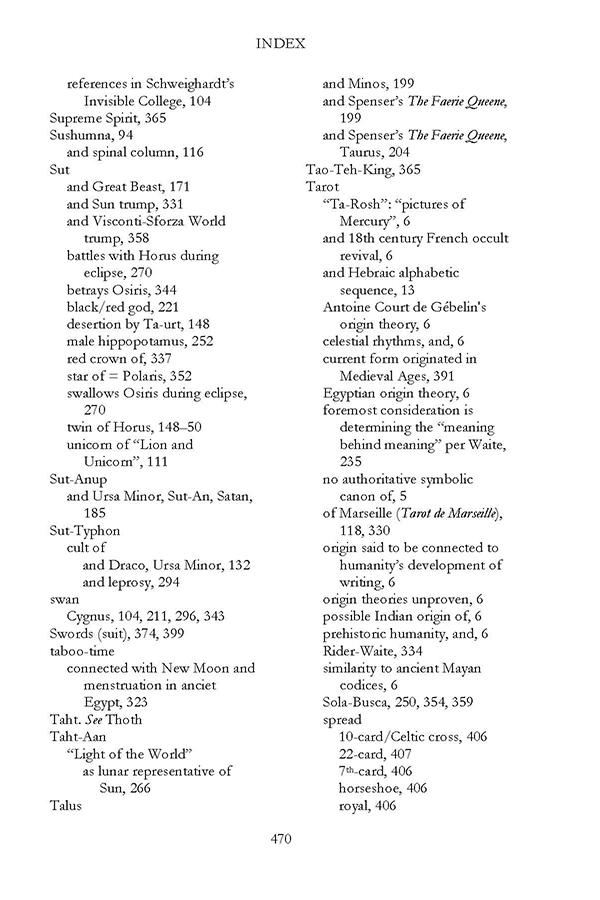 INDEX
references in Schweighardt's
Invisible College, 104
Supreme Spirit, 365
Sushumna, 94
and spinal column, 116
Sut
and Great Beast, 171
and Sun trump, 331
and Visconti-Sforza World
trump, 358
battles with Horus during
eclipse, 270
betrays Osiris, 344
black/red god, 221
desertion by Ta-urt, 148
male hippopotamus, 252
red crown of, 337
star of = Polaris, 352
swallows Osiris during eclipse,
270
twin of Horus, 148–50
unicorn of “Lion and
Unicorn”, 111
Sut-Anup
and Ursa Minor, Sut-An, Satan,
185
Sut-Typhon
cult of
and Draco, Ursa Minor, 132
and leprosy, 294
swan
Cygnus, 104, 211, 296, 343
Swords (suit), 374, 399
taboo-time
connected with New Moon and
menstruation in anciet
Egypt, 323
Taht. See Thoth
Taht-Aan
“Light of the World”
as lunar representative of
Sun, 266
Talus
and Minos, 199
and Spenser’s The Faerie Queene,
199
and Spenser’s The Faerie Queene,
Taurus, 204
Tao-Teh-King, 365
Tarot
“Ta-Rosh”: “pictures of
Mercury”, 6
and 18th century French occult
revival, 6
and Hebraic alphabetic
sequence, 13
Antoine Court de Gébelin's
origin theory, 6
celestial rhythms, and, 6
current form originated in
Medieval Ages, 391
Egyptian origin theory, 6
foremost consideration is
determining the “meaning
behind meaning” per Waite,
235
no authoritative symbolic
canon of, 5
of Marseille (Tarot de Marseille),
118, 330
origin said to be connected to
humanity’s development of
writing, 6
origin theories unproven, 6
possible Indian origin of, 6
prehistoric humanity, and, 6
Rider-Waite, 334
similarity to ancient Mayan
codices, 6
Sola-Busca, 250, 354, 359
spread
10-card/Celtic cross, 406
22-card, 407
7th-card, 406
horseshoe, 406
royal, 406
470